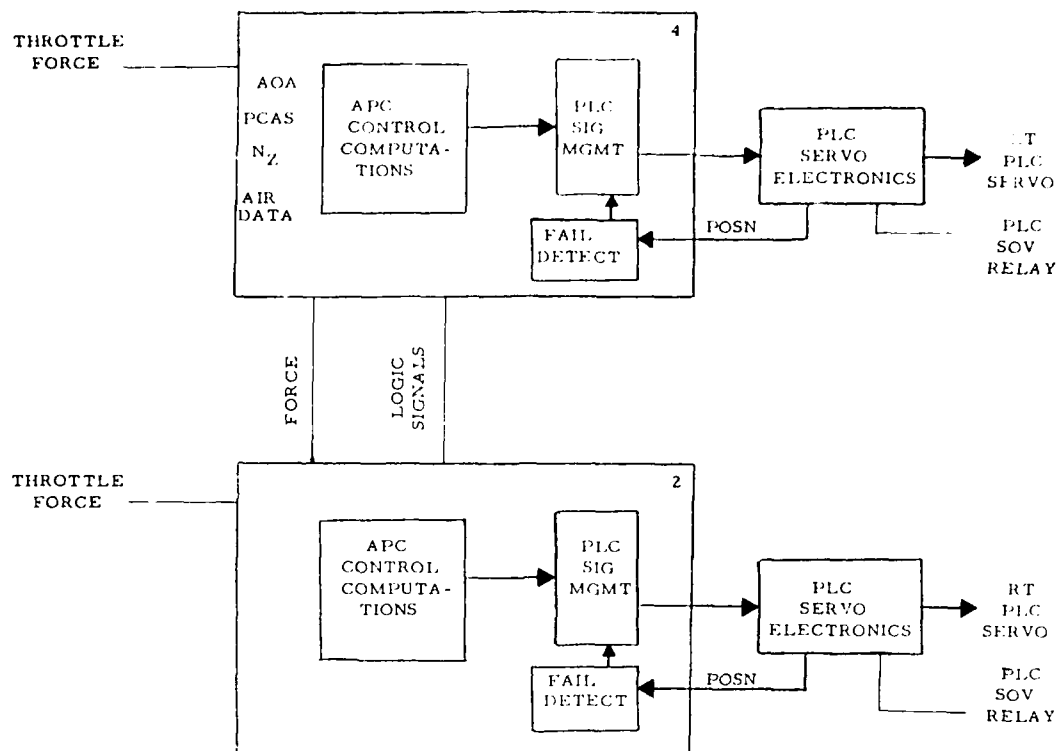 4
THROTTLE
FORCE
AOA
PCAS
NZ
AIR
DATA
APC
CONTROL
COMPUTA-
TIONS
PLC
SIG
MGMT
FAIL
DETECT
POSN
PLC
SERVO
ELECTRONICS
PLC
SERVO
PLC
SOV
RELAY
FORCE
LOGIC
SIGNALS
2
THROTTLE
FORCE
APC
CONTROL
COMPUTA-
TIONS
PLC
SIG
MGMT
FAIL
DETECT
POSN
PLC
SERVO
ELECTRONICS
RT
PLC
SERVO
PLC
SOV
RELAY